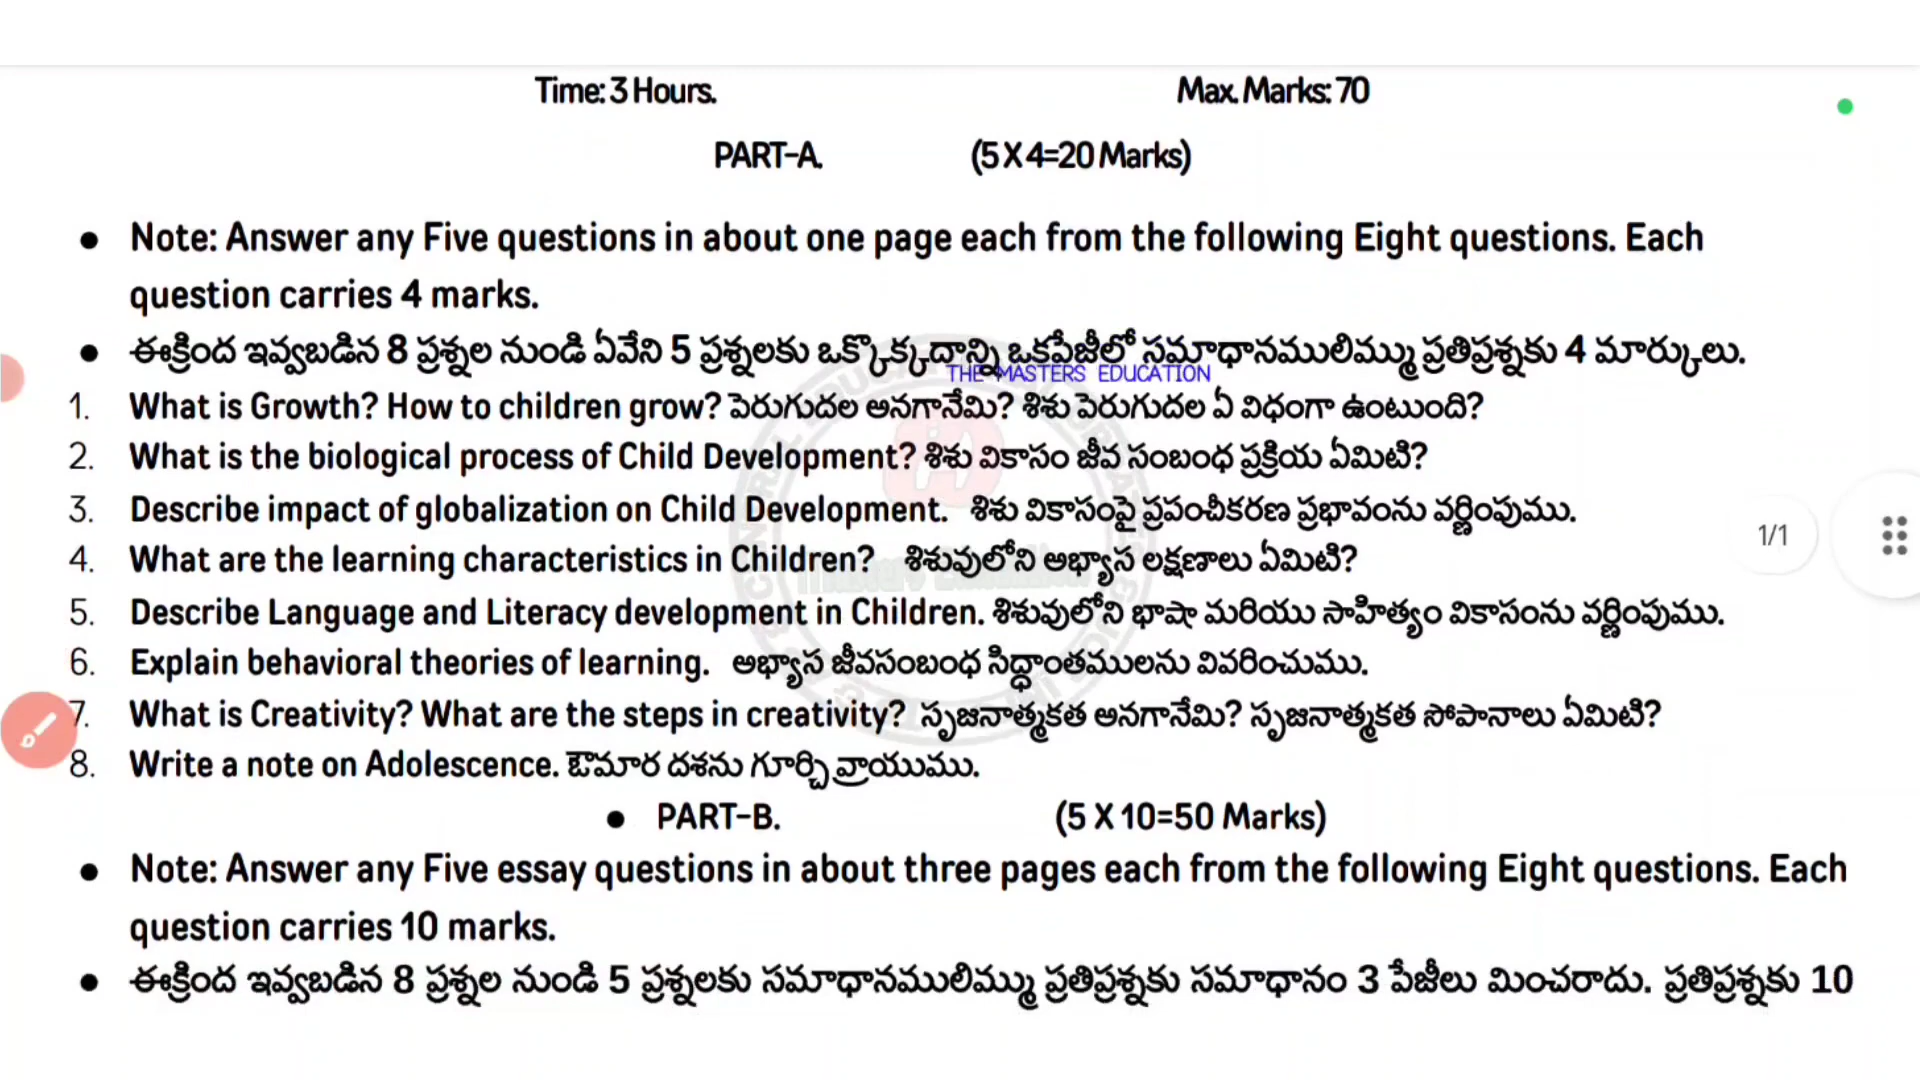 Time: 3 Hours. Max. Marks: 70
PART-A. (5 X 4=20 Marks)
● Note: Answer any Five questions in about one page each from the following Eight questions. Each
question carries 4 marks.
● ఈక్రింద ఇవ్వబడిన 8 ప్రశ్నల నుండి ఏవేని 5 ప్రశ్నలకు ఒక్కొక్కదాన్ని ఒకపేజీలో సమాధానములిమ్ము ప్రతిప్రశ్నకు 4 మార్కులు.
THE MASTERS EDUCATION
1. What is Growth? How to children grow? పెరుగుదల అనగానేమి? శిశు పెరుగుదల ఏ విధంగా ఉంటుంది?
2. What is the biological process of Child Development? శిశు వికాసం జీవ సంబంధ ప్రక్రియ ఏమిటి?
3. Describe impact of globalization on Child Development. శిశు వికాసంపై ప్రపంచీకరణ ప్రభావంను వర్ణింపుము.
4. What are the learning characteristics in Children? శిశువులోని అభ్యాస లక్షణాలు ఏమిటి?
5. Describe Language and Literacy development in Children. శిశువులోని భాషా మరియు సాహిత్యం వికాసంను వర్ణింపుము.
6. Explain behavioral theories of learning. అభ్యాస జీవసంబంధ సిద్ధాంతములను వివరించుము.
7. What is Creativity? What are the steps in creativity? సృజనాత్మకత అనగానేమి? సృజనాత్మకత సోపానాలు ఏమిటి?
8. Write a note on Adolescence. ఔమార దశను గూర్చి వ్రాయుము.
● PART-B. (5 X 10=50 Marks)
● Note: Answer any Five essay questions in about three pages each from the following Eight questions. Each
question carries 10 marks.
● ఈక్రింద ఇవ్వబడిన 8 ప్రశ్నల నుండి 5 ప్రశ్నలకు సమాధానములిమ్ము ప్రతిప్రశ్నకు సమాధానం 3 పేజీలు మించరాదు. ప్రతిప్రశ్నకు 10
1/1